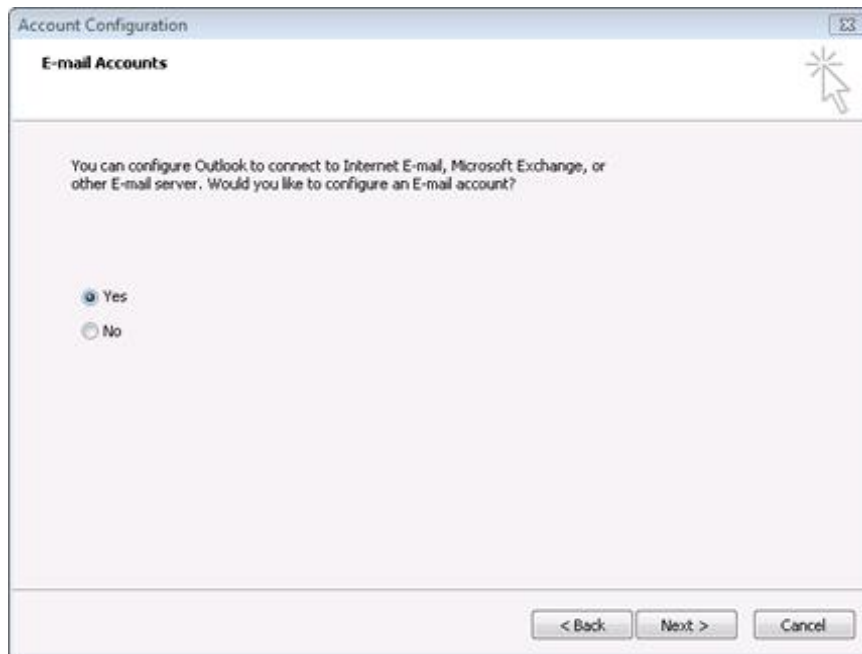 Account Configuration
E-mail Accounts
You can configure Outlook to connect to Internet E-mail, Microsoft Exchange, or
other E-mail server. Would you like to configure an E-mail account?
Yes
No
< Back Next > Cancel